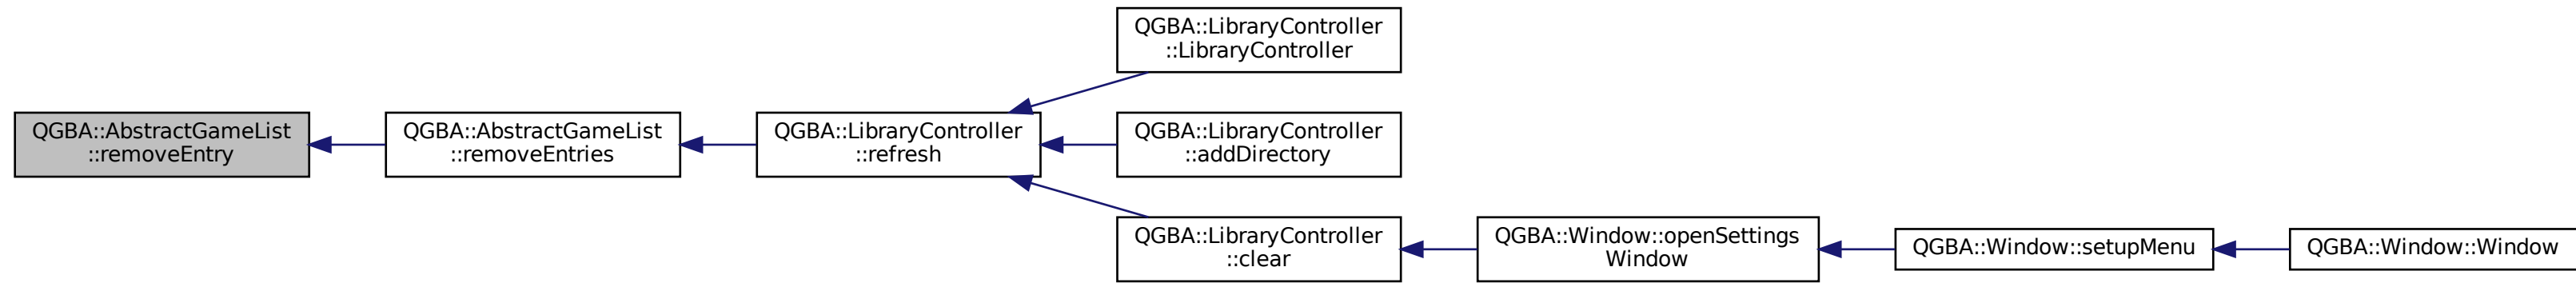 QGBA::AbstractGameList
::removeEntry
QGBA::AbstractGameList
::removeEntries
QGBA::LibraryController
::refresh
QGBA::LibraryController
::LibraryController
QGBA::LibraryController
::addDirectory
QGBA::LibraryController
::clear
QGBA::Window::openSettings
Window
QGBA::Window::setupMenu
QGBA::Window::Window